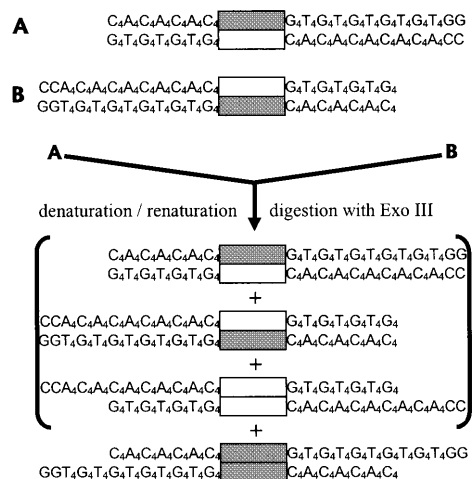 A
C₄A₄C₄A₄C₄A₄C₄ G₄T₄G₄T₄G₄T₄G₄T₄G₄T₄GG
G₄T₄G₄T₄G₄T₄G₄ C₄A₄C₄A₄C₄A₄C₄A₄C₄A₄CC
B
CCA₄C₄A₄C₄A₄C₄A₄C₄A₄C₄ G₄T₄G₄T₄G₄T₄G₄
GGT₄G₄T₄G₄T₄G₄T₄G₄T₄G₄ C₄A₄C₄A₄C₄A₄C₄
A B
denaturation / renaturation digestion with Exo III
C₄A₄C₄A₄C₄A₄C₄ G₄T₄G₄T₄G₄T₄G₄T₄G₄T₄GG
G₄T₄G₄T₄G₄T₄G₄ C₄A₄C₄A₄C₄A₄C₄A₄C₄A₄CC
+
CCA₄C₄A₄C₄A₄C₄A₄C₄A₄C₄ G₄T₄G₄T₄G₄T₄G₄
GGT₄G₄T₄G₄T₄G₄T₄G₄T₄G₄ C₄A₄C₄A₄C₄A₄C₄
+
CCA₄C₄A₄C₄A₄C₄A₄C₄A₄C₄ G₄T₄G₄T₄G₄T₄G₄
G₄T₄G₄T₄G₄T₄G₄ C₄A₄C₄A₄C₄A₄C₄A₄C₄A₄CC
+
C₄A₄C₄A₄C₄A₄C₄ G₄T₄G₄T₄G₄T₄G₄T₄G₄T₄GG
GGT₄G₄T₄G₄T₄G₄T₄G₄T₄G₄ C₄A₄C₄A₄C₄A₄C₄